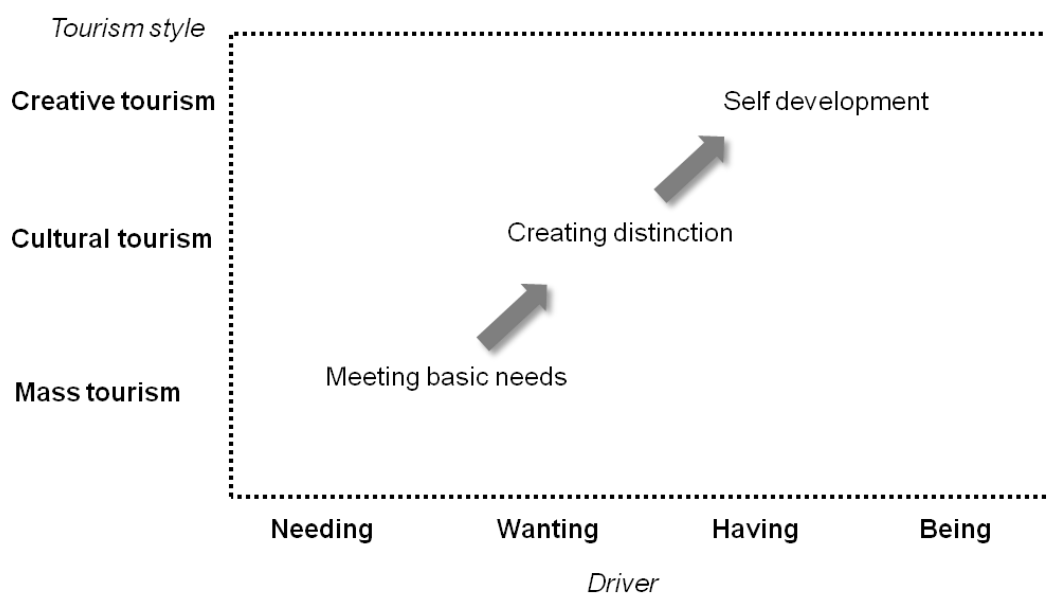 Tourism style
Creative tourism
Self development
Cultural tourism
Creating distinction
Meeting basic needs
Mass tourism
Needing Wanting Having Being
Driver